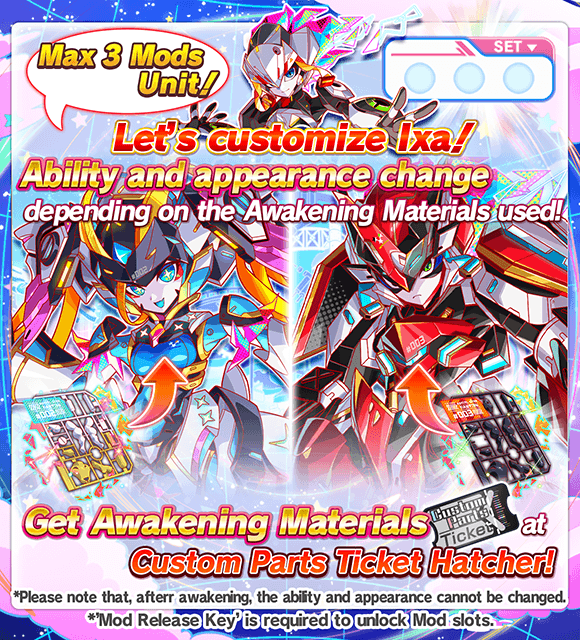 Max 3 Mods
Unit!
SET ▼
Let's customize Ixa!
Ability and appearance change
depending on the Awakening Materials used!
#002
#003
Get Awakening Materials
Custom
Parts
Ticket
at
Custom Parts Ticket Hatcher!
*Please note that, afterr awakening, the ability and appearance cannot be changed.
*'Mod Release Key' is required to unlock Mod slots.